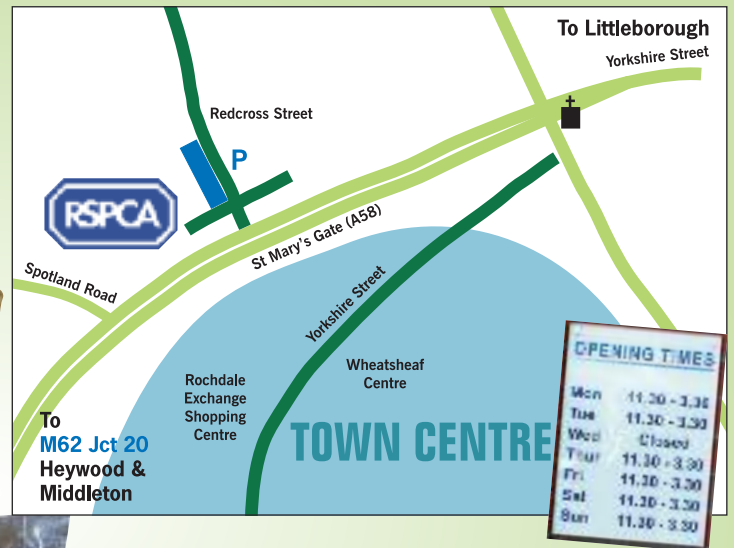 To Littleborough
Yorkshire Street
Redcross Street
P
RSPCA
St Mary's Gate (A58)
Spotland Road
Yorkshire Street
Wheatsheaf
Centre
Rochdale
Exchange
Shopping
Centre
TOWN CENTRE
To
M62 Jct 20
Heywood &
Middleton
OPENING TIMES
Mon 11.30 - 3.30
Tue 11.30 - 3.30
Wed Closed
Thur 11.30 - 3.30
Fri 11.30 - 3.30
Sat 11.30 - 3.30
Sun 11.30 - 3.30